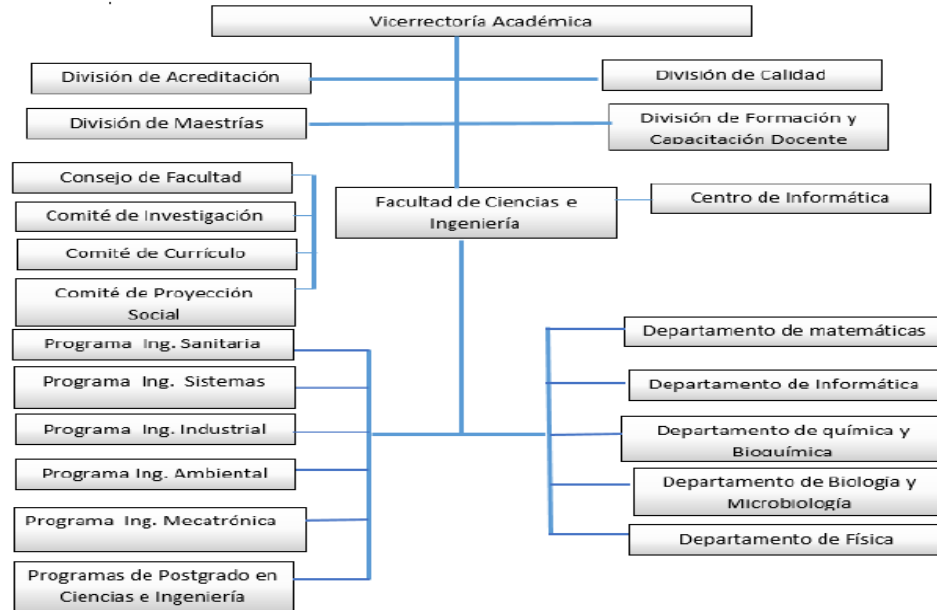 Vicerrectoría Académica
División de Acreditación
División de Calidad
División de Maestrías
División de Formación y
Capacitación Docente
Consejo de Facultad
Comité de Investigación
Comité de Currículo
Comité de Proyección
Social
Facultad de Ciencias e
Ingeniería
Centro de Informática
Programa Ing. Sanitaria
Programa Ing. Sistemas
Programa Ing. Industrial
Programa Ing. Ambiental
Programa Ing. Mecatrónica
Programas de Postgrado en
Ciencias e Ingeniería
Departamento de matemáticas
Departamento de Informática
Departamento de química y
Bioquímica
Departamento de Biología y
Microbiología
Departamento de Física